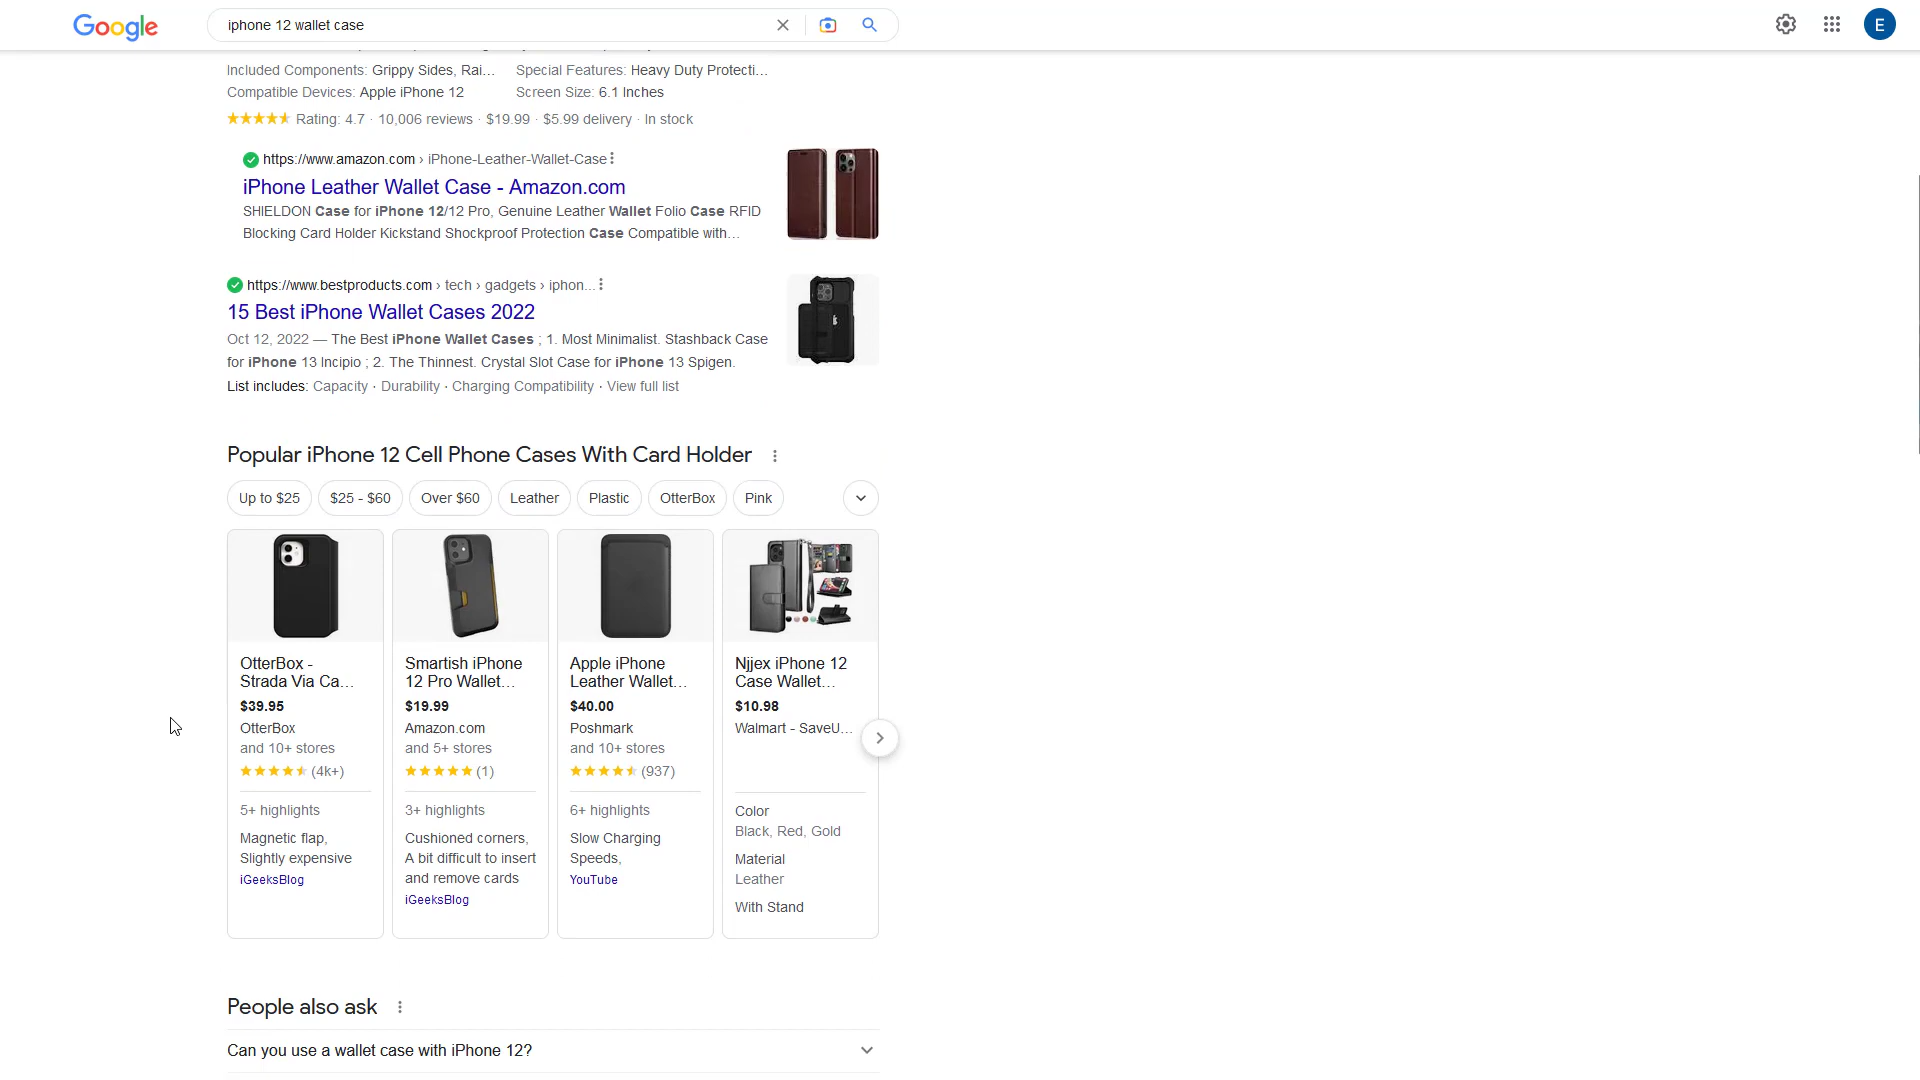 Google
iphone 12 wallet case
E
Included Components: Grippy Sides, Rai...
Special Features: Heavy Duty Protecti...
Compatible Devices: Apple iPhone 12
Screen Size: 6.1 Inches
Rating: 4.7 · 10,006 reviews · $19.99 · $5.99 delivery · In stock
https://www.amazon.com › iPhone-Leather-Wallet-Case
iPhone Leather Wallet Case - Amazon.com
SHIELDON Case for iPhone 12/12 Pro, Genuine Leather Wallet Folio Case RFID
Blocking Card Holder Kickstand Shockproof Protection Case Compatible with...
https://www.bestproducts.com › tech › gadgets › iphon...
15 Best iPhone Wallet Cases 2022
Oct 12, 2022 — The Best iPhone Wallet Cases ; 1. Most Minimalist. Stashback Case
for iPhone 13 Incipio ; 2. The Thinnest. Crystal Slot Case for iPhone 13 Spigen.
List includes: Capacity · Durability · Charging Compatibility · View full list
Popular iPhone 12 Cell Phone Cases With Card Holder
Up to $25
$25 - $60
Over $60
Leather
Plastic
OtterBox
Pink
OtterBox -
Strada Via Ca...
$39.95
OtterBox
and 10+ stores
(4k+)
5+ highlights
Magnetic flap,
Slightly expensive
iGeeksBlog
Smartish iPhone
12 Pro Wallet...
$19.99
Amazon.com
and 5+ stores
(1)
3+ highlights
Cushioned corners,
A bit difficult to insert
and remove cards
iGeeksBlog
Apple iPhone
Leather Wallet...
$40.00
Poshmark
and 10+ stores
(937)
6+ highlights
Slow Charging
Speeds,
YouTube
Njjex iPhone 12
Case Wallet...
$10.98
Walmart - SaveU...
Color
Black, Red, Gold
Material
Leather
With Stand
People also ask
Can you use a wallet case with iPhone 12?